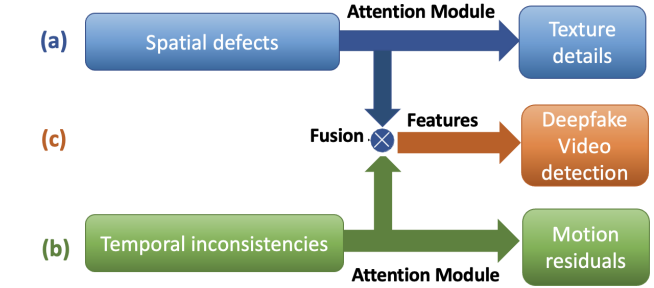 Attention Module
(a)
Spatial defects
Texture
details
(c)
Fusion
Features
Deepfake
Video
detection
(b)
Temporal inconsistencies
Motion
residuals
Attention Module